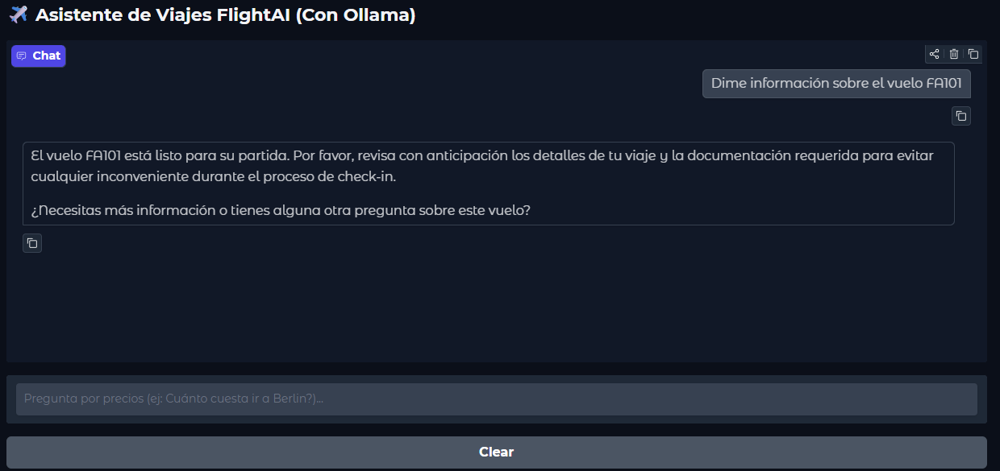 Asistente de Viajes FlightAI (Con Ollama)
Chat
Dime información sobre el vuelo FA101
El vuelo FA101 está listo para su partida. Por favor, revisa con anticipación los detalles de tu viaje y la documentación requerida para evitar
cualquier inconveniente durante el proceso de check-in.
¿Necesitas más información o tienes alguna otra pregunta sobre este vuelo?
Pregunta por precios (ej: Cuánto cuesta ir a Berlin?)...
Clear